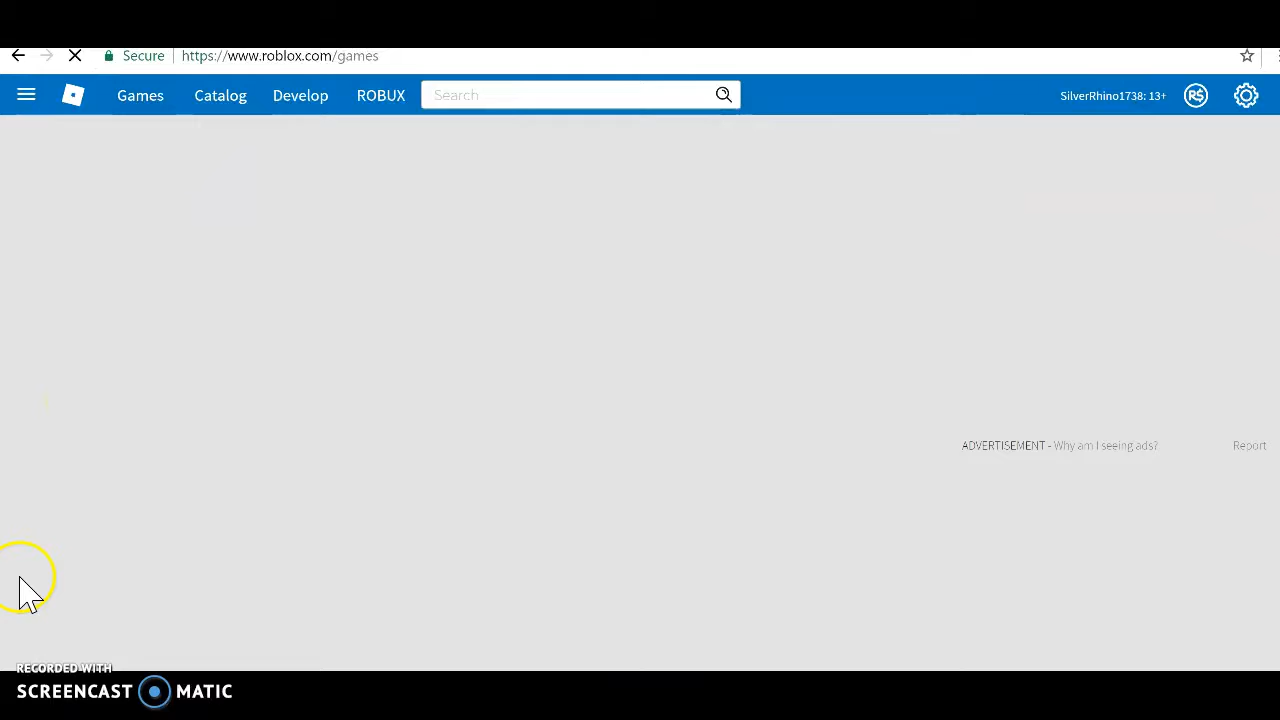 Secure https://www.roblox.com/games
Games Catalog Develop ROBUX Search SilverRhino1738: 13+ R$
ADVERTISEMENT - Why am I seeing ads? Report
RECORDED WITH
SCREENCAST MATIC